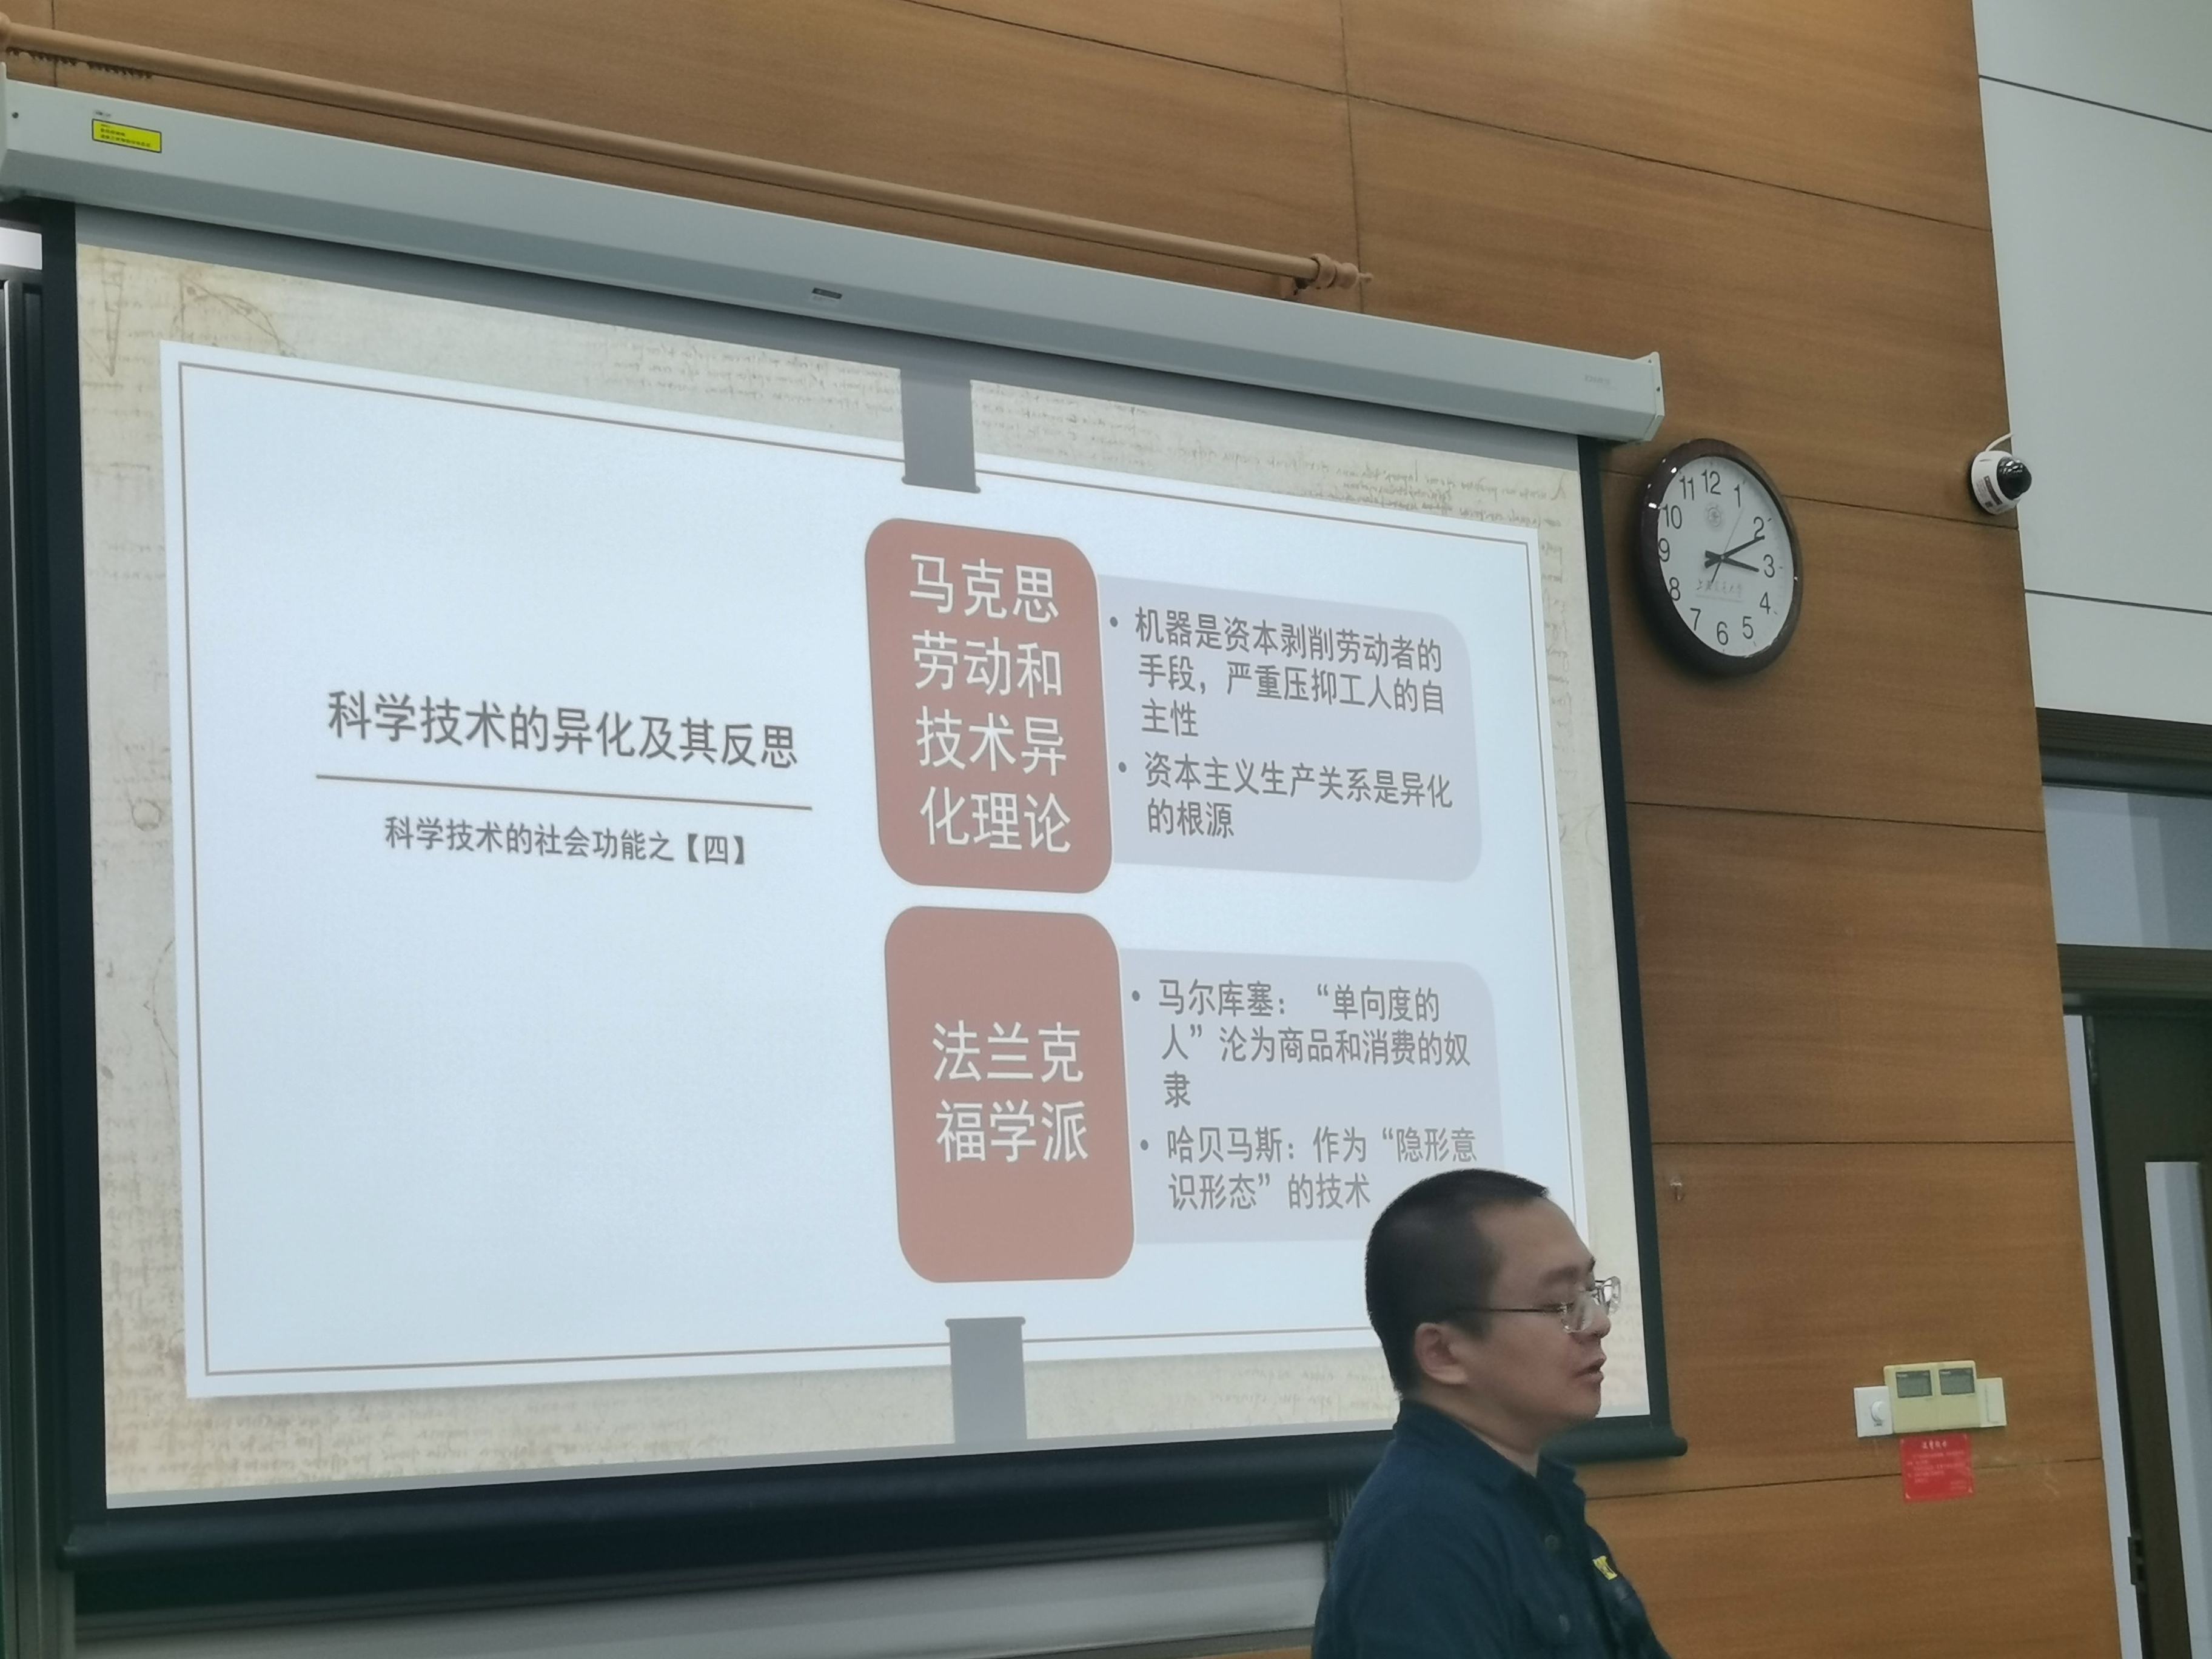 科学技术的异化及其反思
科学技术的社会功能之【四】
马克思
劳动和
技术异
化理论
• 机器是资本剥削劳动者的
手段，严重压抑工人的自
主性
• 资本主义生产关系是异化
的根源
法兰克
福学派
• 马尔库塞：“单向度的
人”沦为商品和消费的奴
隶
• 哈贝马斯：作为“隐形意
识形态”的技术
12
1
2
3
4
5
6
7
8
9
10
11
上海交通大学